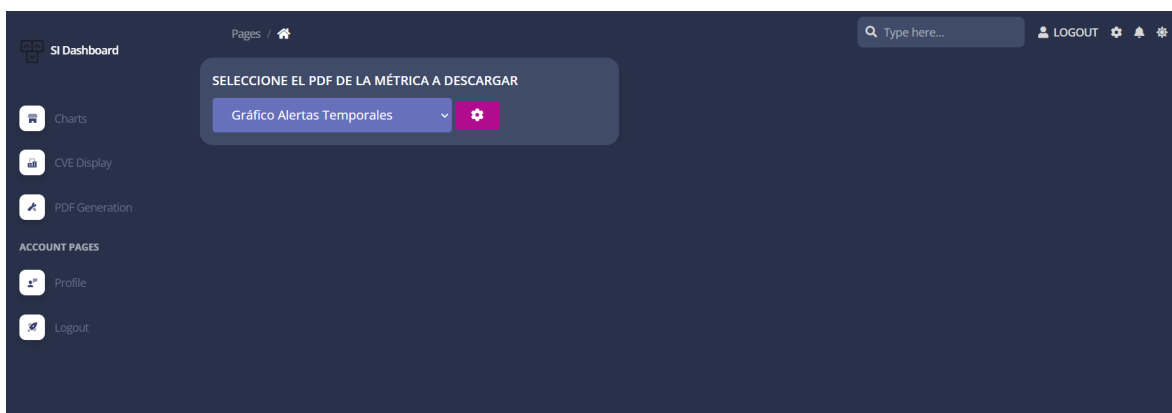 SI Dashboard
Pages /
Type here...
LOGOUT
SELECCIONE EL PDF DE LA MÉTRICA A DESCARGAR
Gráfico Alertas Temporales
Charts
CVE Display
PDF Generation
ACCOUNT PAGES
Profile
Logout